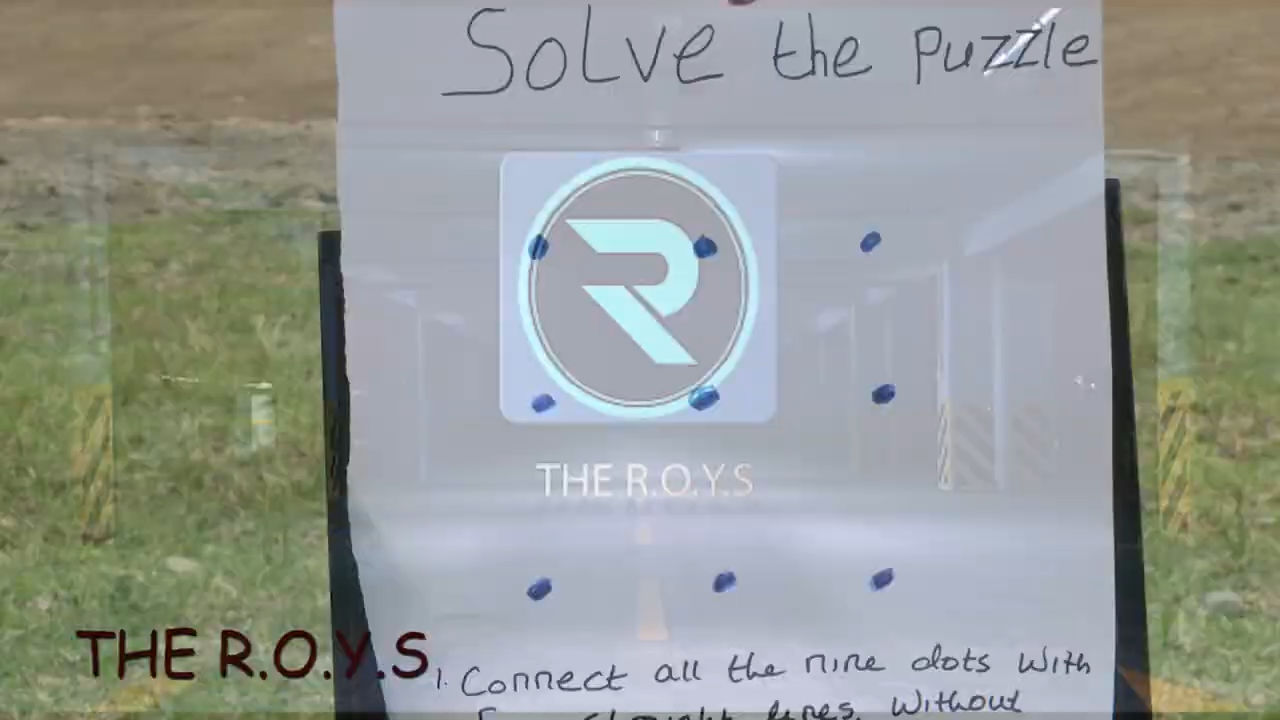 Solve the puzzle
R
THE R.O.Y.S
THE R.O.Y.S
1. Connect all the nine dots with
straight lines, without